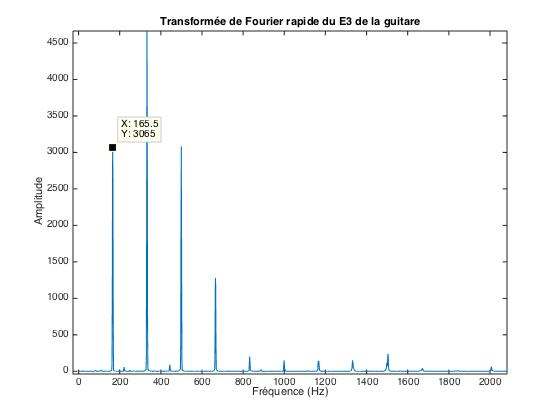 Transformée de Fourier rapide du E3 de la guitare
4500
4000
3500
X: 165.5
Y: 3065
3000
2500
2000
1500
1000
500
0
Amplitude
0 200 400 600 800 1000 1200 1400 1600 1800 2000
Fréquence (Hz)